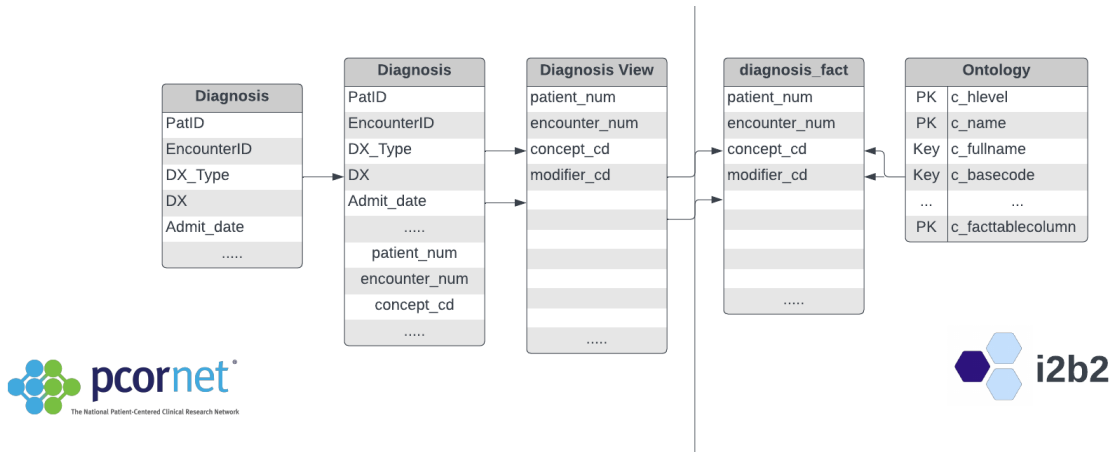 Diagnosis
PatID
EncounterID
DX_Type
DX
Admit_date
.....
Diagnosis
PatID
EncounterID
DX_Type
DX
Admit_date
.....
patient_num
encounter_num
concept_cd
.....
Diagnosis View
patient_num
encounter_num
concept_cd
modifier_cd
.....
diagnosis_fact
patient_num
encounter_num
concept_cd
modifier_cd
.....
Ontology
PK c_hlevel
PK c_name
Key c_fullname
Key c_basecode
... ...
PK c_facttablecolumn
pcornet®
The National Patient-Centered Clinical Research Network
i2b2